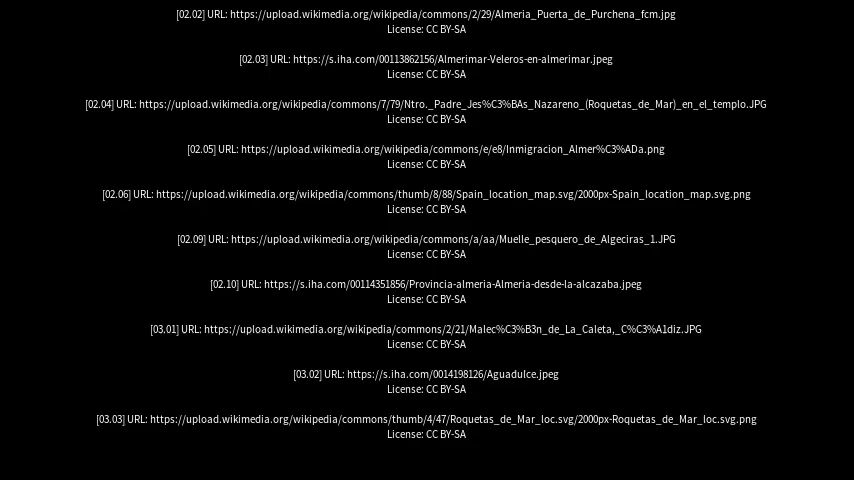 [02.02] URL: https://upload.wikimedia.org/wikipedia/commons/2/29/Almeria_Puerta_de_Purchena_fcm.jpg
License: CC BY-SA
[02.03] URL: https://s.iha.com/00113862156/Almerimar-Veleros-en-almerimar.jpeg
License: CC BY-SA
[02.04] URL: https://upload.wikimedia.org/wikipedia/commons/7/79/Ntro._Padre_Jes%C3%BAs_Nazareno_(Roquetas_de_Mar)_en_el_templo.JPG
License: CC BY-SA
[02.05] URL: https://upload.wikimedia.org/wikipedia/commons/e/e8/Inmigracion_Almer%C3%ADa.png
License: CC BY-SA
[02.06] URL: https://upload.wikimedia.org/wikipedia/commons/thumb/8/88/Spain_location_map.svg/2000px-Spain_location_map.svg.png
License: CC BY-SA
[02.09] URL: https://upload.wikimedia.org/wikipedia/commons/a/aa/Muelle_pesquero_de_Algeciras_1.JPG
License: CC BY-SA
[02.10] URL: https://s.iha.com/00114351856/Provincia-almeria-Almeria-desde-la-alcazaba.jpeg
License: CC BY-SA
[03.01] URL: https://upload.wikimedia.org/wikipedia/commons/2/21/Malec%C3%B3n_de_La_Caleta,_C%C3%A1diz.JPG
License: CC BY-SA
[03.02] URL: https://s.iha.com/0014198126/Aguadulce.jpeg
License: CC BY-SA
[03.03] URL: https://upload.wikimedia.org/wikipedia/commons/thumb/4/47/Roquetas_de_Mar_loc.svg/2000px-Roquetas_de_Mar_loc.svg.png
License: CC BY-SA